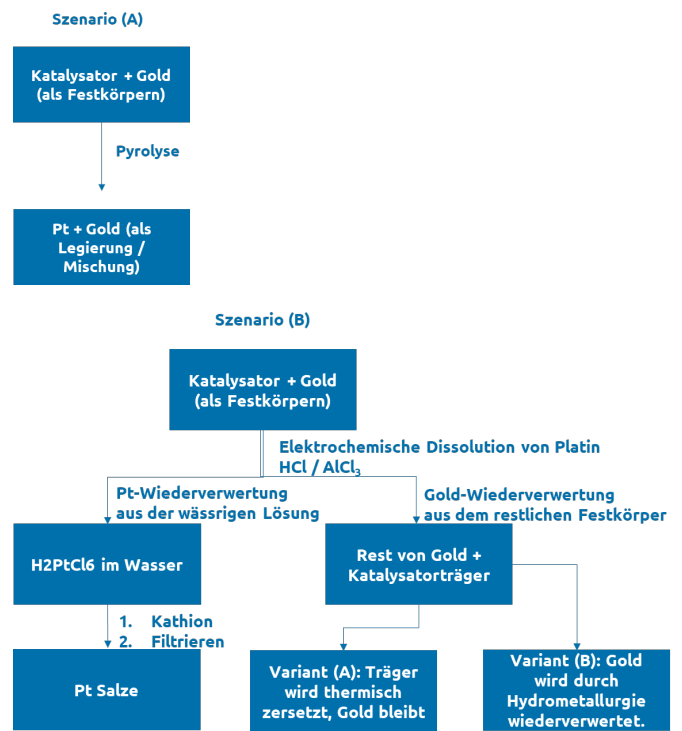 Szenario (A)
Katalysator + Gold
(als Festkörpern)
Pyrolyse
Pt + Gold (als
Legierung /
Mischung)
Szenario (B)
Katalysator + Gold
(als Festkörpern)
Elektrochemische Dissolution von Platin
HCl / AlCl₃
Pt-Wiederverwertung
aus der wässrigen Lösung
Gold-Wiederverwertung
aus dem restlichen Festkörper
H2PtCl6 im Wasser
Rest von Gold +
Katalysatorträger
1. Kathion
2. Filtrieren
Pt Salze
Variant (A): Träger
wird thermisch
zersetzt, Gold bleibt
Variant (B): Gold
wird durch
Hydrometallurgie
wiederverwertet.